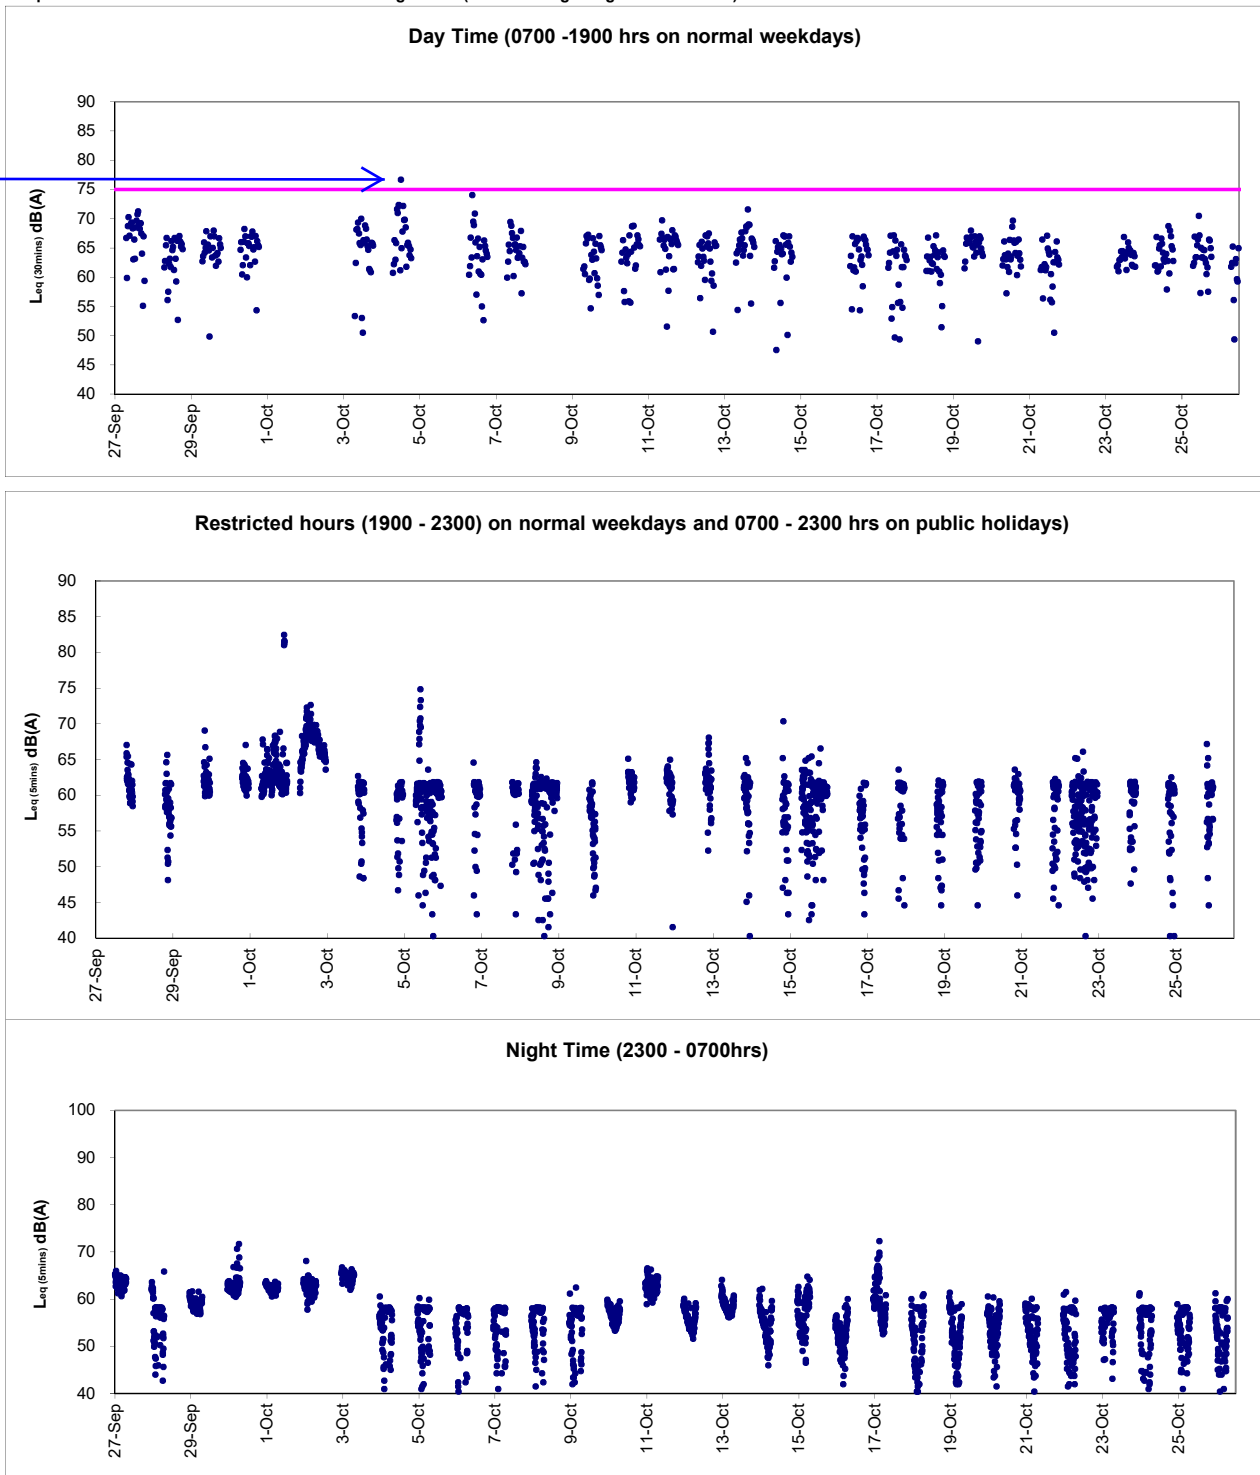 Day Time (0700 -1900 hrs on normal weekdays)
90
85
80
75
70
65
60
55
50
45
40
Leq (30mins) dB(A)
27-Sep
29-Sep
1-Oct
3-Oct
5-Oct
7-Oct
9-Oct
11-Oct
13-Oct
15-Oct
17-Oct
19-Oct
21-Oct
23-Oct
25-Oct
Restricted hours (1900 - 2300) on normal weekdays and 0700 - 2300 hrs on public holidays)
90
85
80
75
70
65
60
55
50
45
40
Leq (5mins) dB(A)
27-Sep
29-Sep
1-Oct
3-Oct
5-Oct
7-Oct
9-Oct
11-Oct
13-Oct
15-Oct
17-Oct
19-Oct
21-Oct
23-Oct
25-Oct
Night Time (2300 - 0700hrs)
100
90
80
70
60
50
40
Leq (5mins) dB(A)
27-Sep
29-Sep
1-Oct
3-Oct
5-Oct
7-Oct
9-Oct
11-Oct
13-Oct
15-Oct
17-Oct
19-Oct
21-Oct
23-Oct
25-Oct